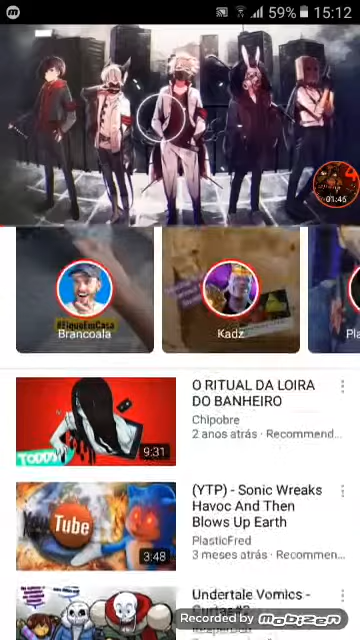 59% 15:12
01:46
#FiqueEmCasa
Brancoala
Kadz
Pla
O RITUAL DA LOIRA
DO BANHEIRO
Chipobre
2 anos atrás · Recommend...
TODDY
9:31
(YTP) - Sonic Wreaks
Havoc And Then
Blows Up Earth
PlasticFred
3 meses atrás · Recommen...
Tube
3:48
Undertale Vomics -
Recorded by MOBIZEN